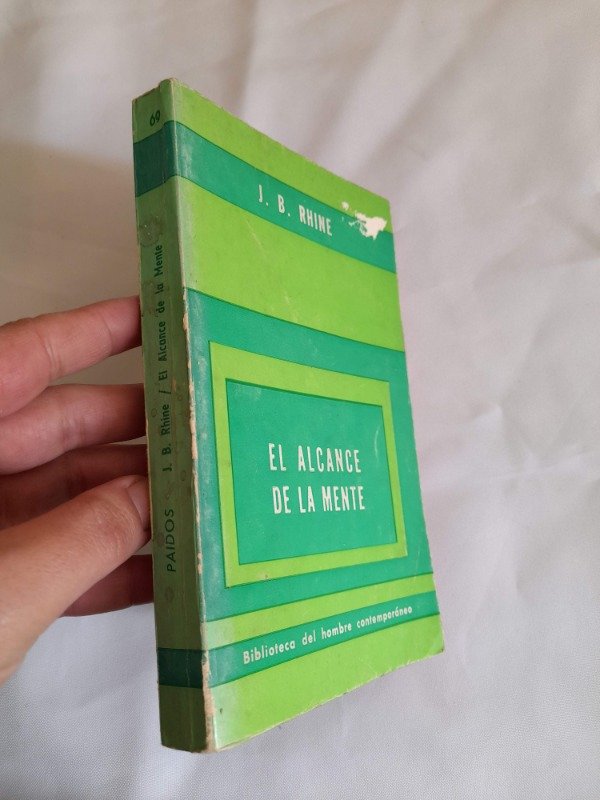 69
PAIDOS
J. B. Rhine / El Alcance de la Mente
J. B. RHINE
EL ALCANCE
DE LA MENTE
Biblioteca del hombre contemporáneo